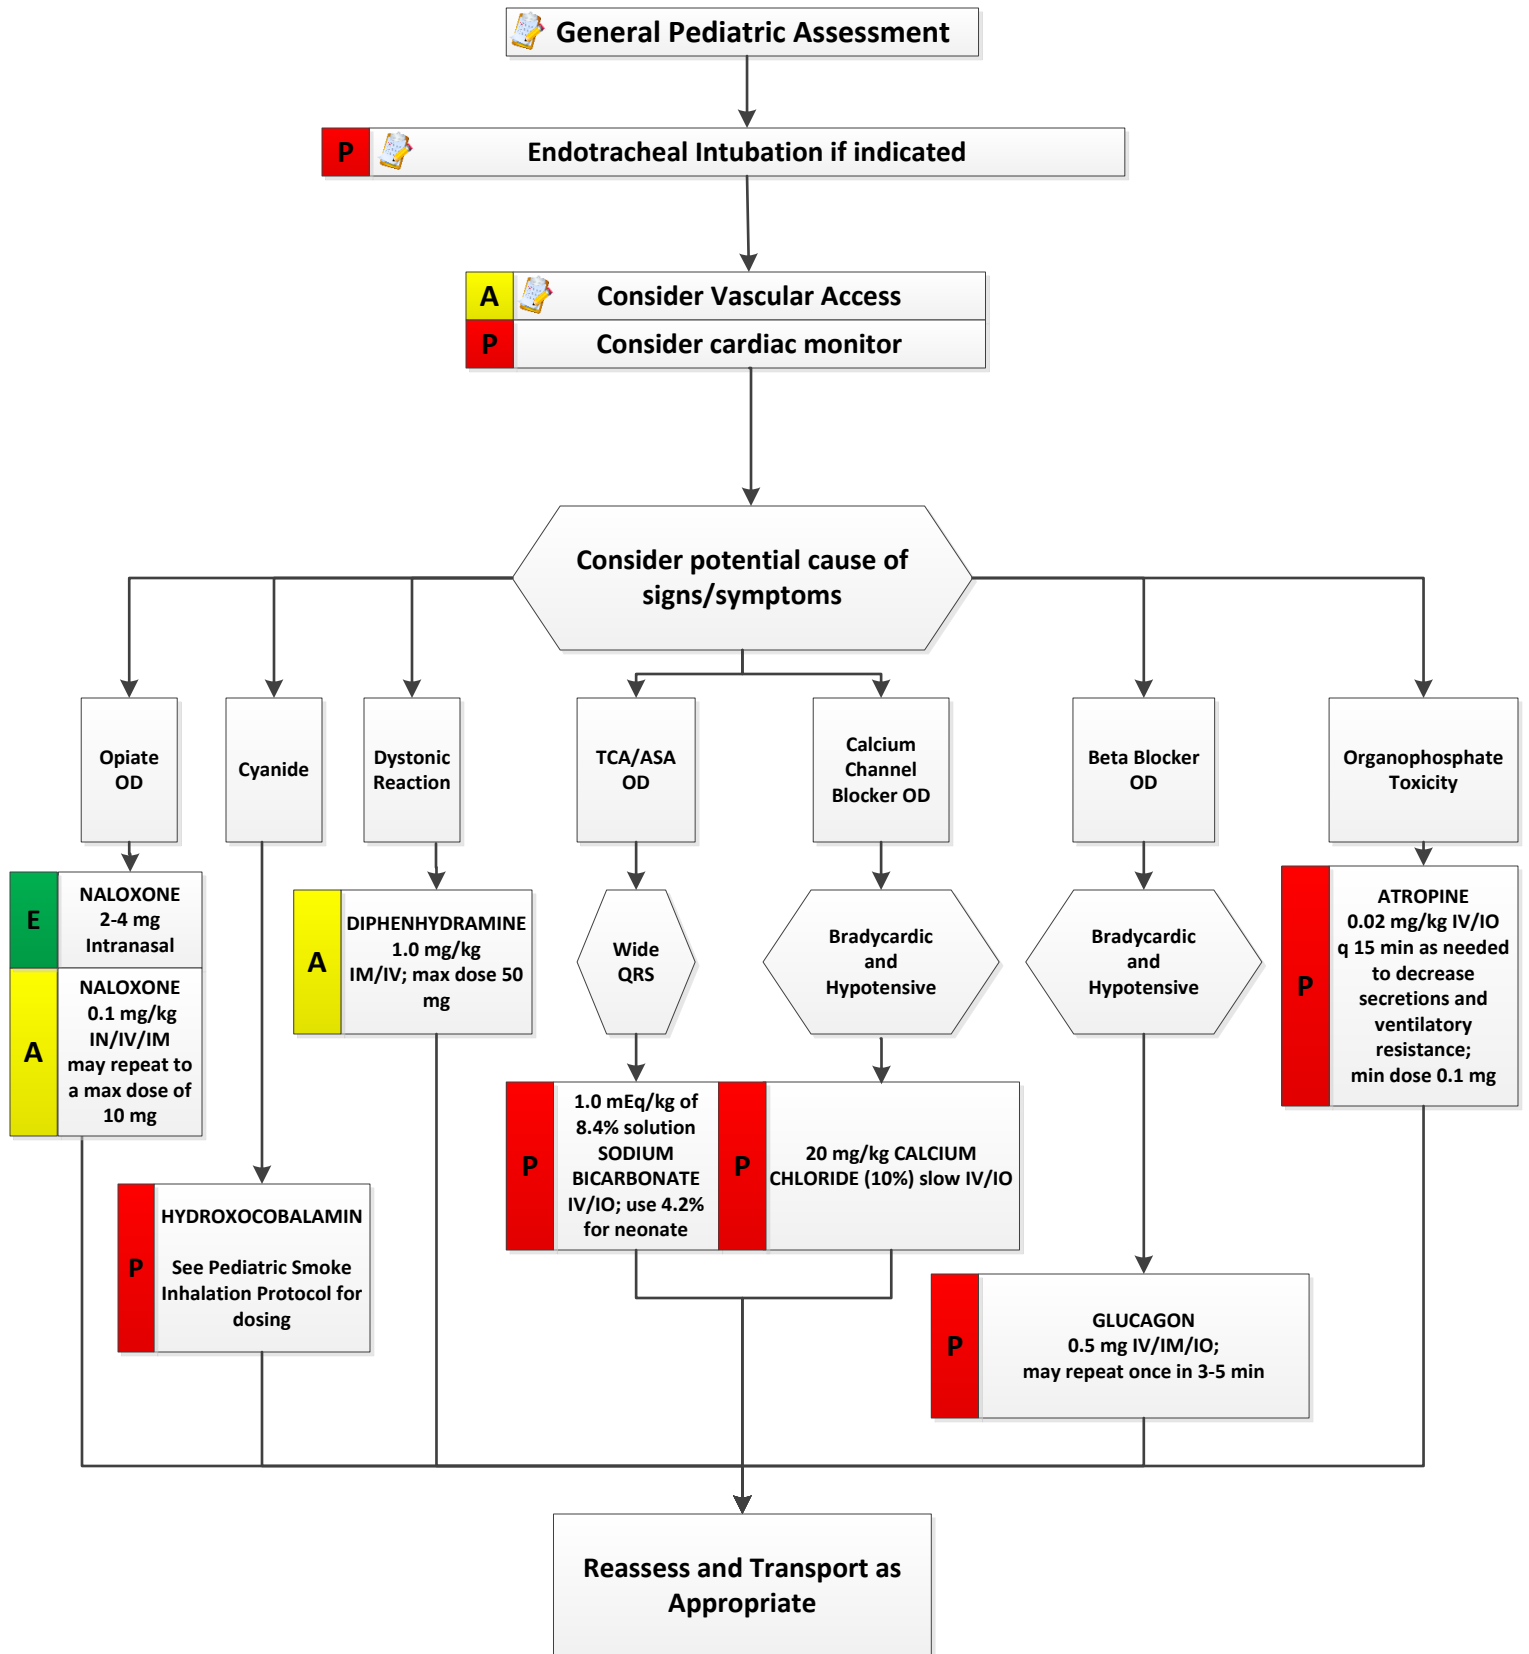 General Pediatric Assessment
P
Endotracheal Intubation if indicated
A
Consider Vascular Access
P
Consider cardiac monitor
Consider potential cause of
signs/symptoms
Opiate
OD
Cyanide
Dystonic
Reaction
TCA/ASA
OD
Calcium
Channel
Blocker OD
Beta Blocker
OD
Organophosphate
Toxicity
E
NALOXONE
2-4 mg
Intranasal
A
NALOXONE
0.1 mg/kg
IN/IV/IM
may repeat to
a max dose of
10 mg
A
DIPHENHYDRAMINE
1.0 mg/kg
IM/IV; max dose 50
mg
Wide
QRS
Bradycardic
and
Hypotensive
Bradycardic
and
Hypotensive
P
ATROPINE
0.02 mg/kg IV/IO
q 15 min as needed
to decrease
secretions and
ventilatory
resistance;
min dose 0.1 mg
P
1.0 mEq/kg of
8.4% solution
SODIUM
BICARBONATE
IV/IO; use 4.2%
for neonate
P
20 mg/kg CALCIUM
CHLORIDE (10%) slow IV/IO
P
HYDROXOCOBALAMIN
See Pediatric Smoke
Inhalation Protocol for
dosing
P
GLUCAGON
0.5 mg IV/IM/IO;
may repeat once in 3-5 min
Reassess and Transport as
Appropriate